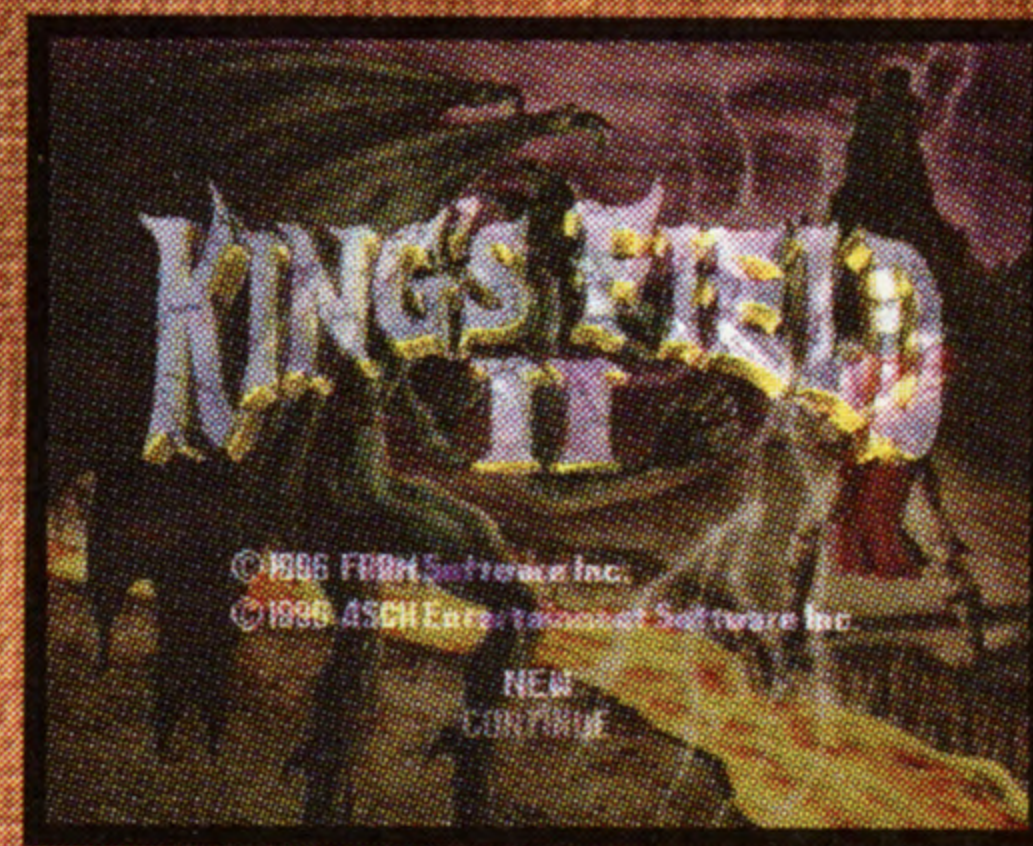 KING'S FIELD
II
©1996 FROM Software Inc.
©1996 ASCII Entertainment Software Inc.
NEW
CONTINUE